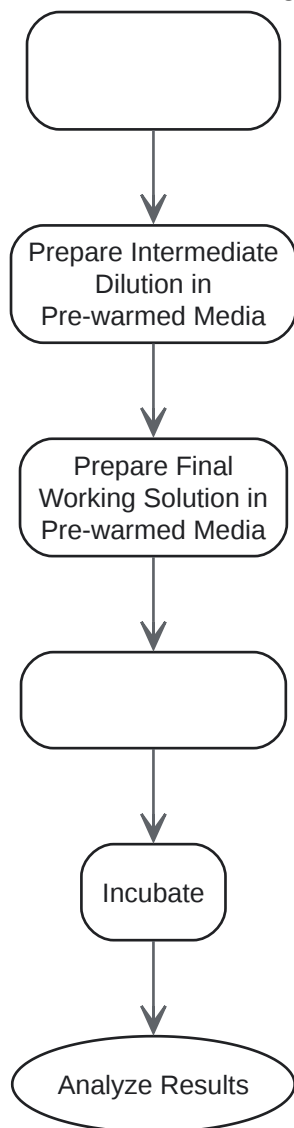 Prepare Intermediate
Dilution in
Pre-warmed Media
Prepare Final
Working Solution in
Pre-warmed Media
Incubate
Analyze Results